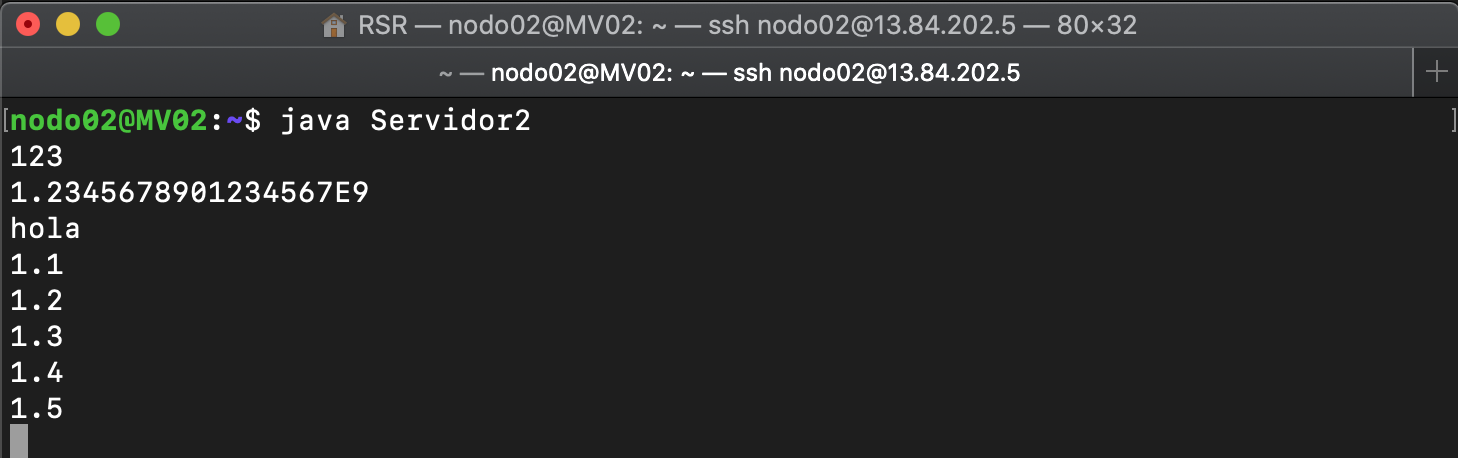 RSR — nodo02@MV02: ~ — ssh nodo02@13.84.202.5 — 80×32
~ — nodo02@MV02: ~ — ssh nodo02@13.84.202.5
[nodo02@MV02:~$ java Servidor2 ]
123
1.2345678901234567E9
hola
1.1
1.2
1.3
1.4
1.5